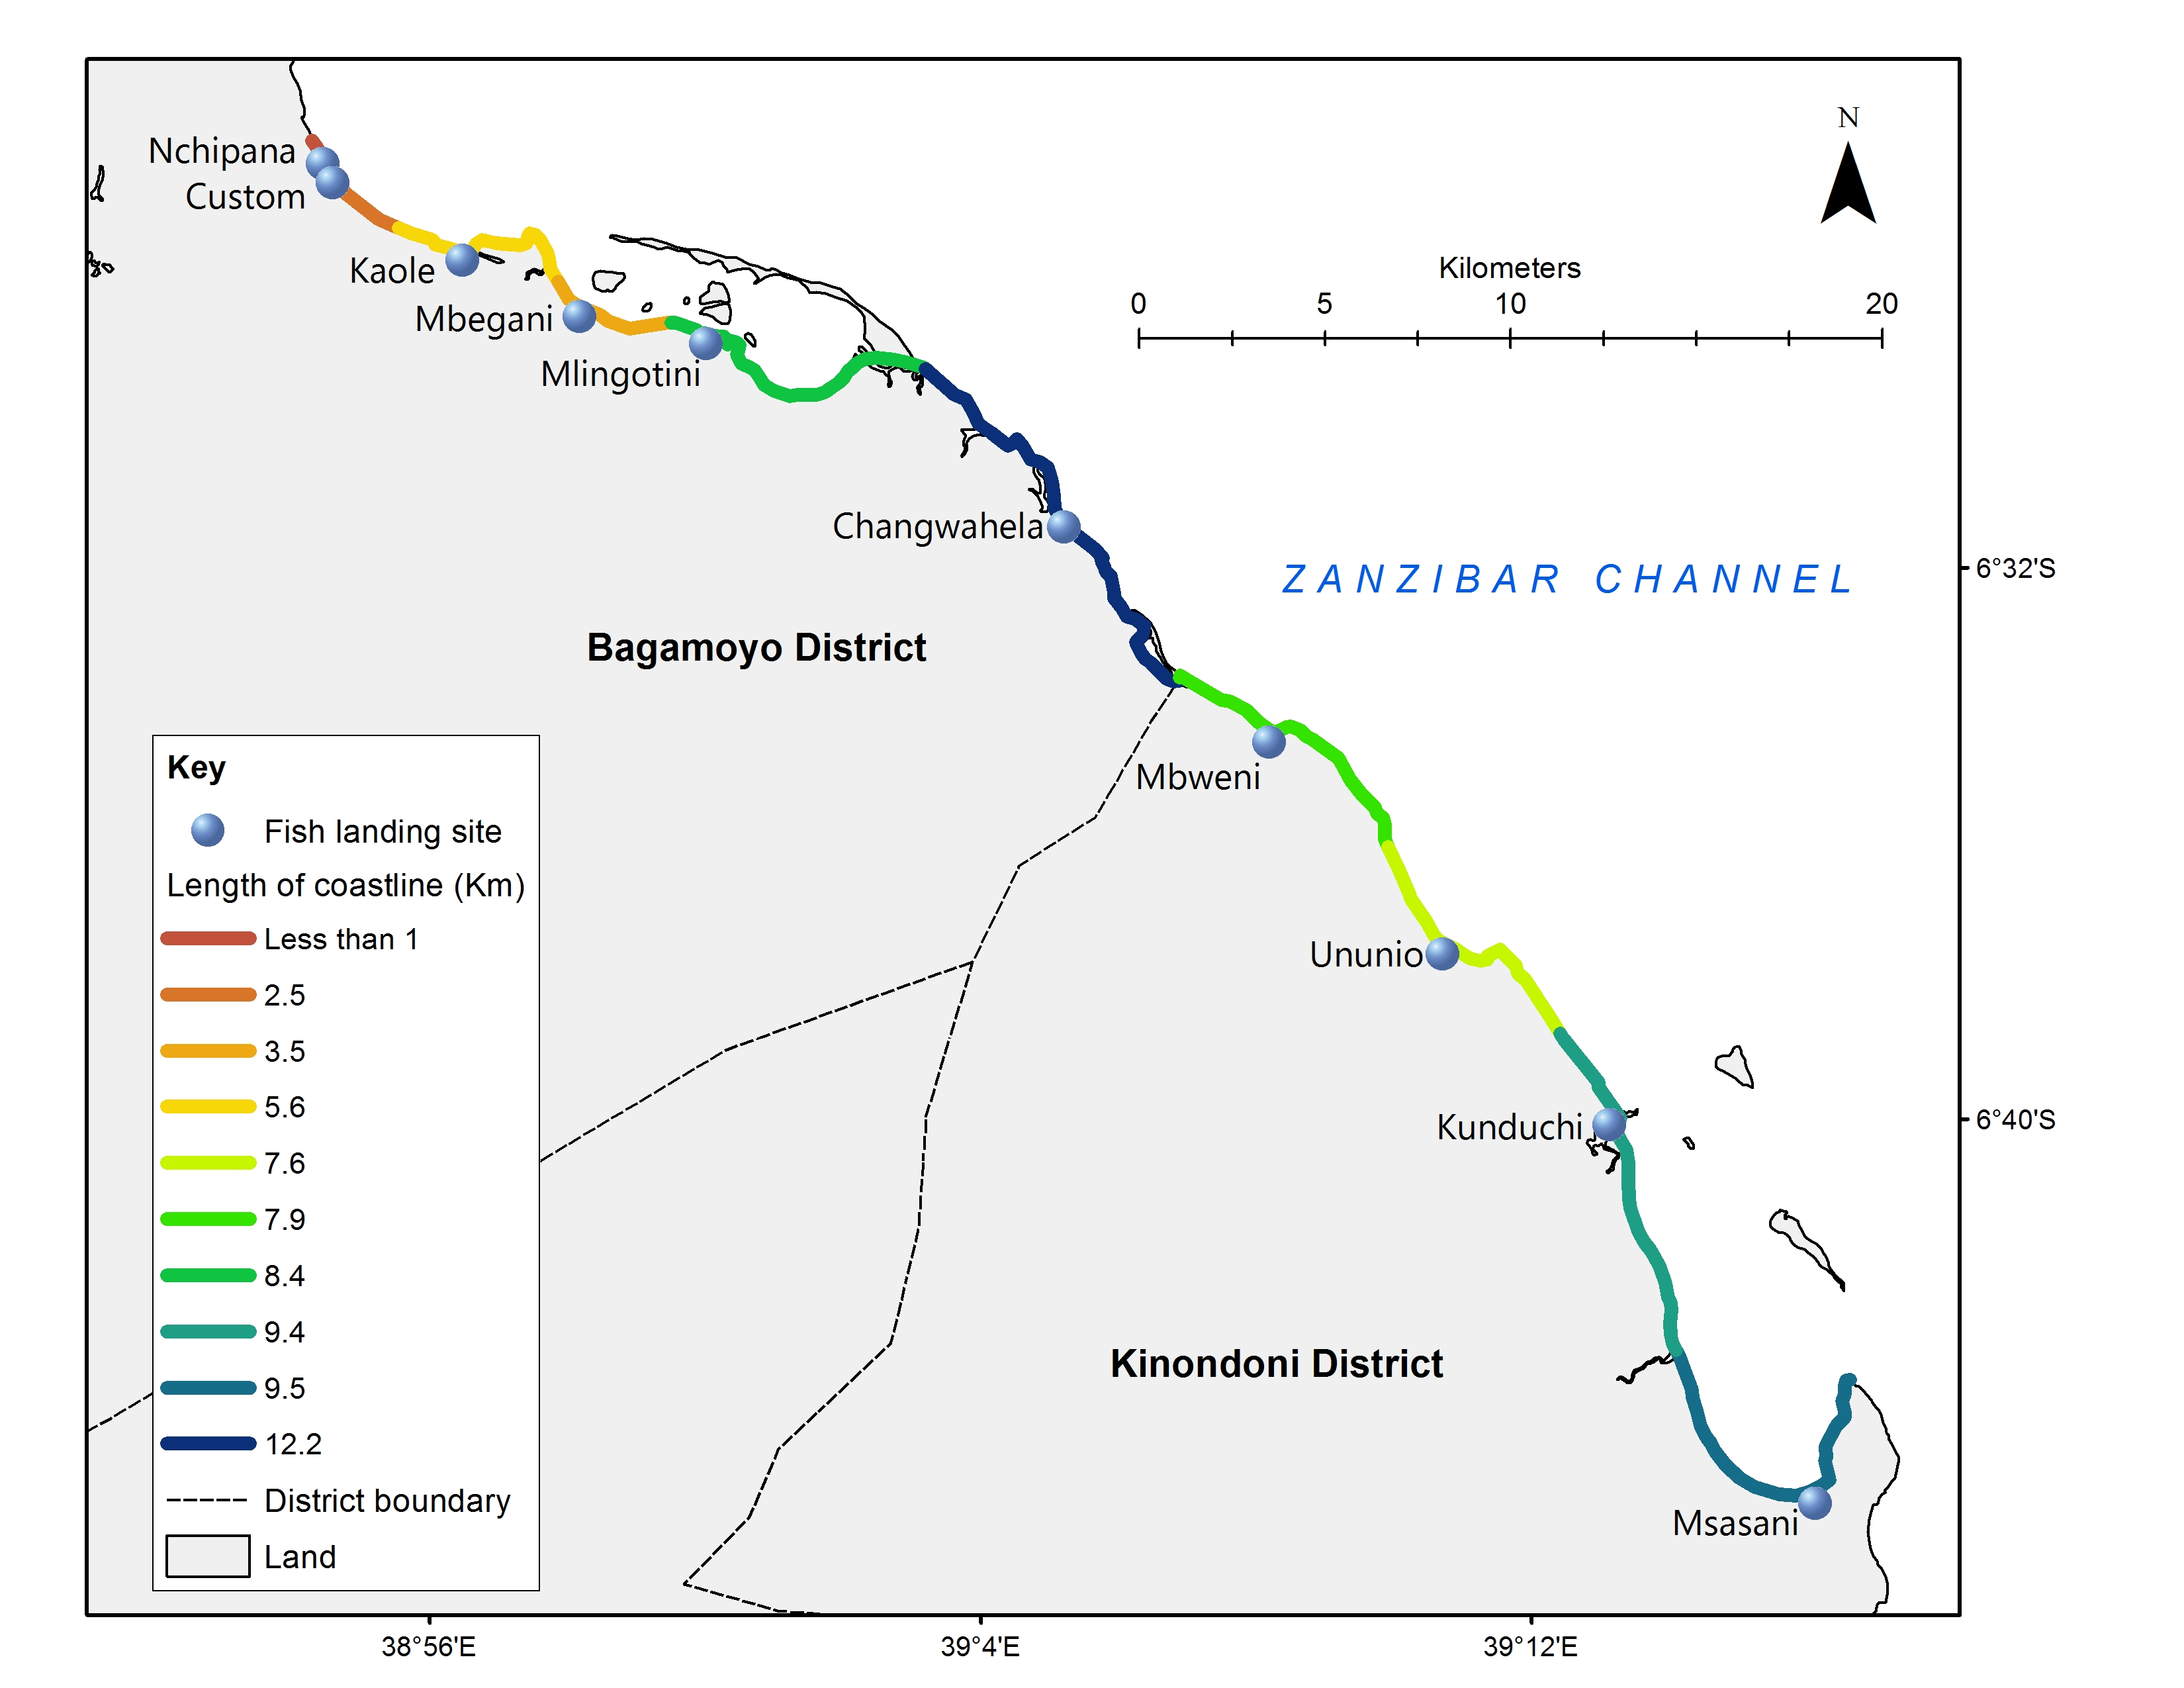 N
Nchipana
Custom
Kaole
Mbegani
Mlingotini
Kilometers
0 5 10 20
Changwahela
ZANZIBAR CHANNEL
6°32'S
Bagamoyo District
Mbweni
Ununio
Kunduchi
6°40'S
Kinondoni District
Msasani
Key
Fish landing site
Length of coastline (Km)
Less than 1
2.5
3.5
5.6
7.6
7.9
8.4
9.4
9.5
12.2
District boundary
Land
38°56'E 39°4'E 39°12'E